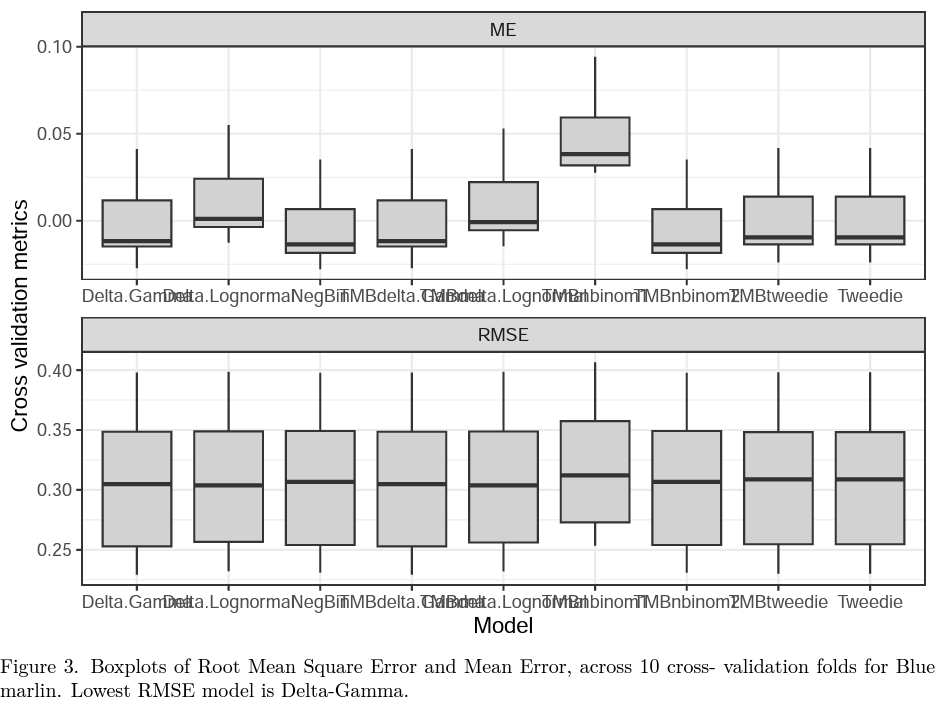 ME
0.10
0.05
0.00
Delta.Gamma Delta.Lognormal NegBin TMBdelta.Gamma TMBdelta.Lognormal TMBnbinom1 TMBnbinom2 TMBtweedie Tweedie
Cross validation metrics
RMSE
0.40
0.35
0.30
0.25
Delta.Gamma Delta.Lognormal NegBin TMBdelta.Gamma TMBdelta.Lognormal TMBnbinom1 TMBnbinom2 TMBtweedie Tweedie
Model
Figure 3. Boxplots of Root Mean Square Error and Mean Error, across 10 cross- validation folds for Blue
marlin. Lowest RMSE model is Delta-Gamma.